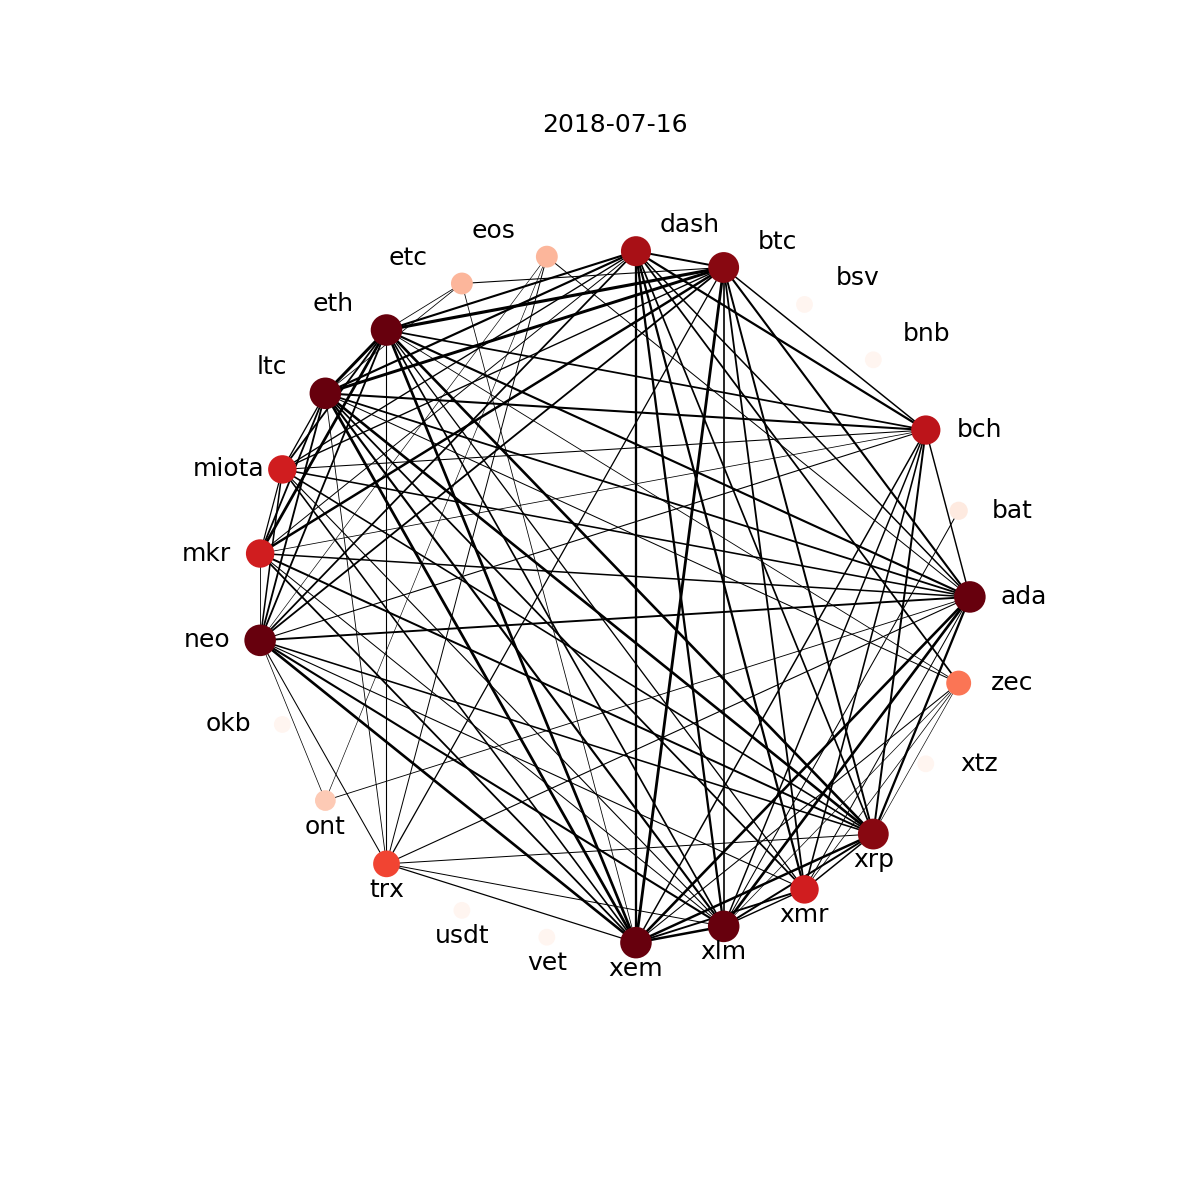 2018-07-16
dash
eos
btc
etc
bsv
eth
bnb
ltc
bch
miota
bat
mkr
ada
neo
zec
okb
xtz
ont
xrp
trx
xmr
usdt
xlm
vet
xem